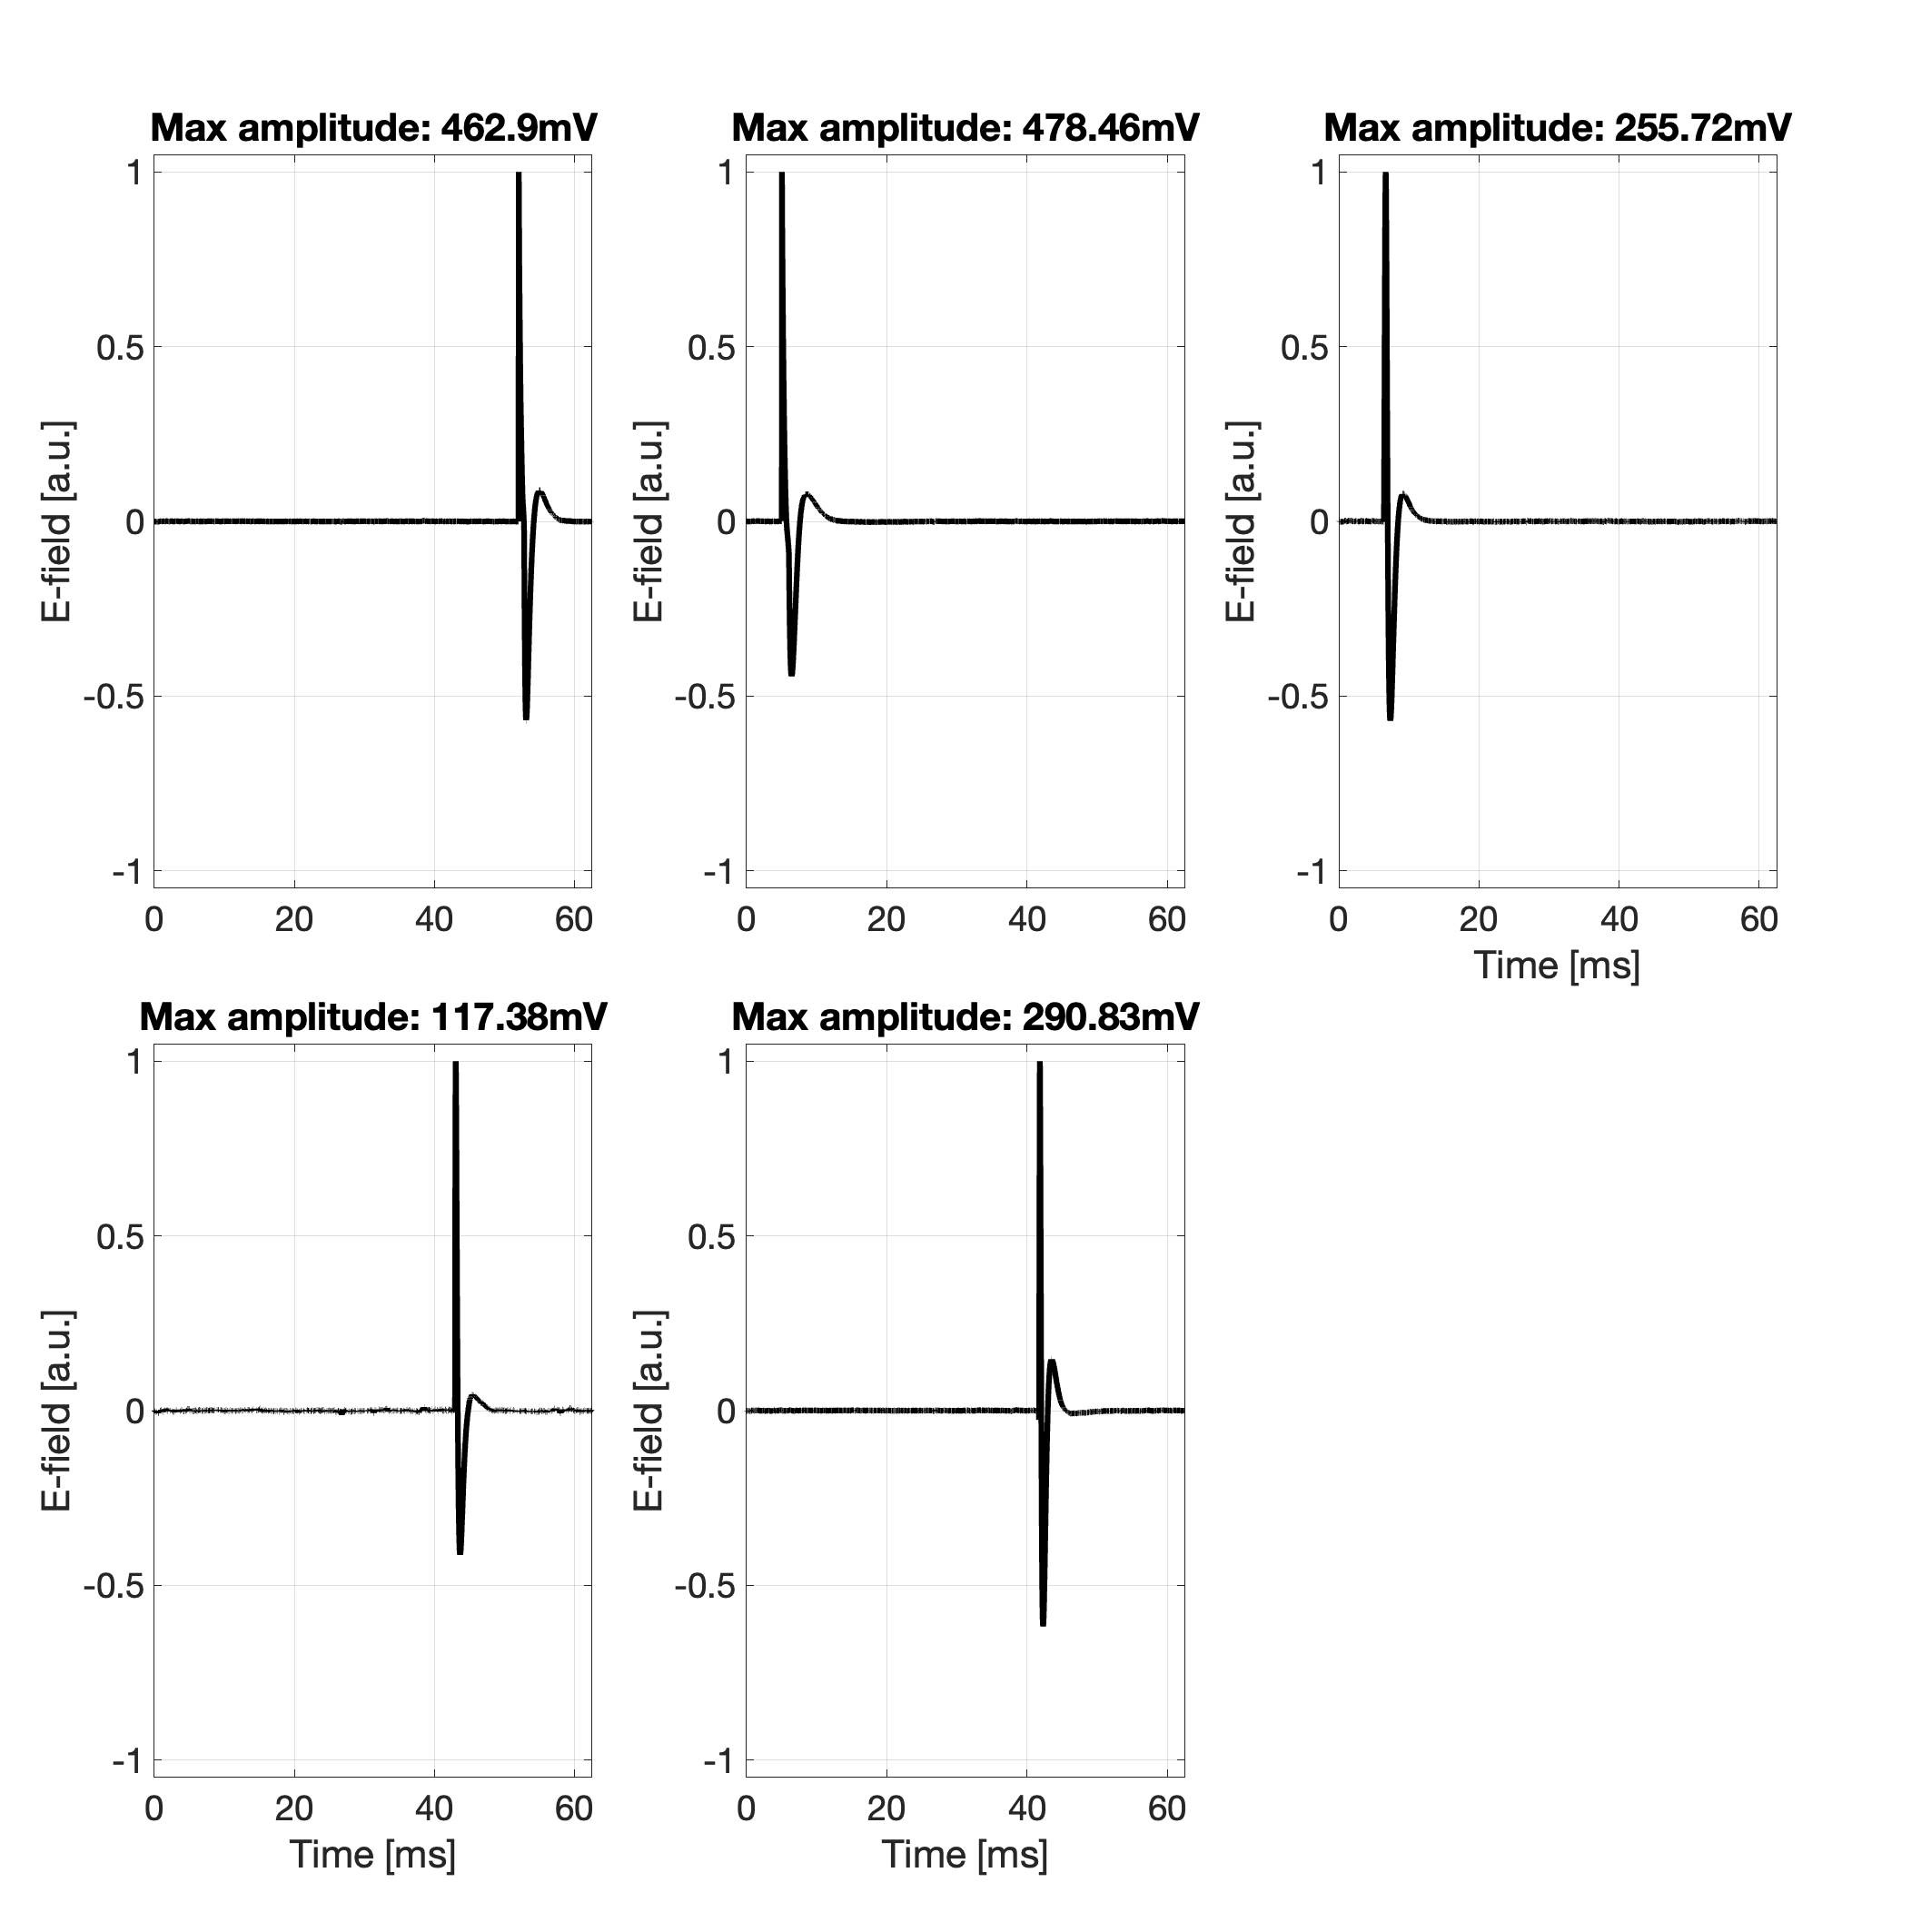 Max amplitude: 462.9mV
1
0.5
0
-0.5
-1
E-field [a.u.]
0 20 40 60
Max amplitude: 478.46mV
1
0.5
0
-0.5
-1
E-field [a.u.]
0 20 40 60
Max amplitude: 255.72mV
1
0.5
0
-0.5
-1
E-field [a.u.]
0 20 40 60
Time [ms]
Max amplitude: 117.38mV
1
0.5
0
-0.5
-1
E-field [a.u.]
0 20 40 60
Time [ms]
Max amplitude: 290.83mV
1
0.5
0
-0.5
-1
E-field [a.u.]
0 20 40 60
Time [ms]